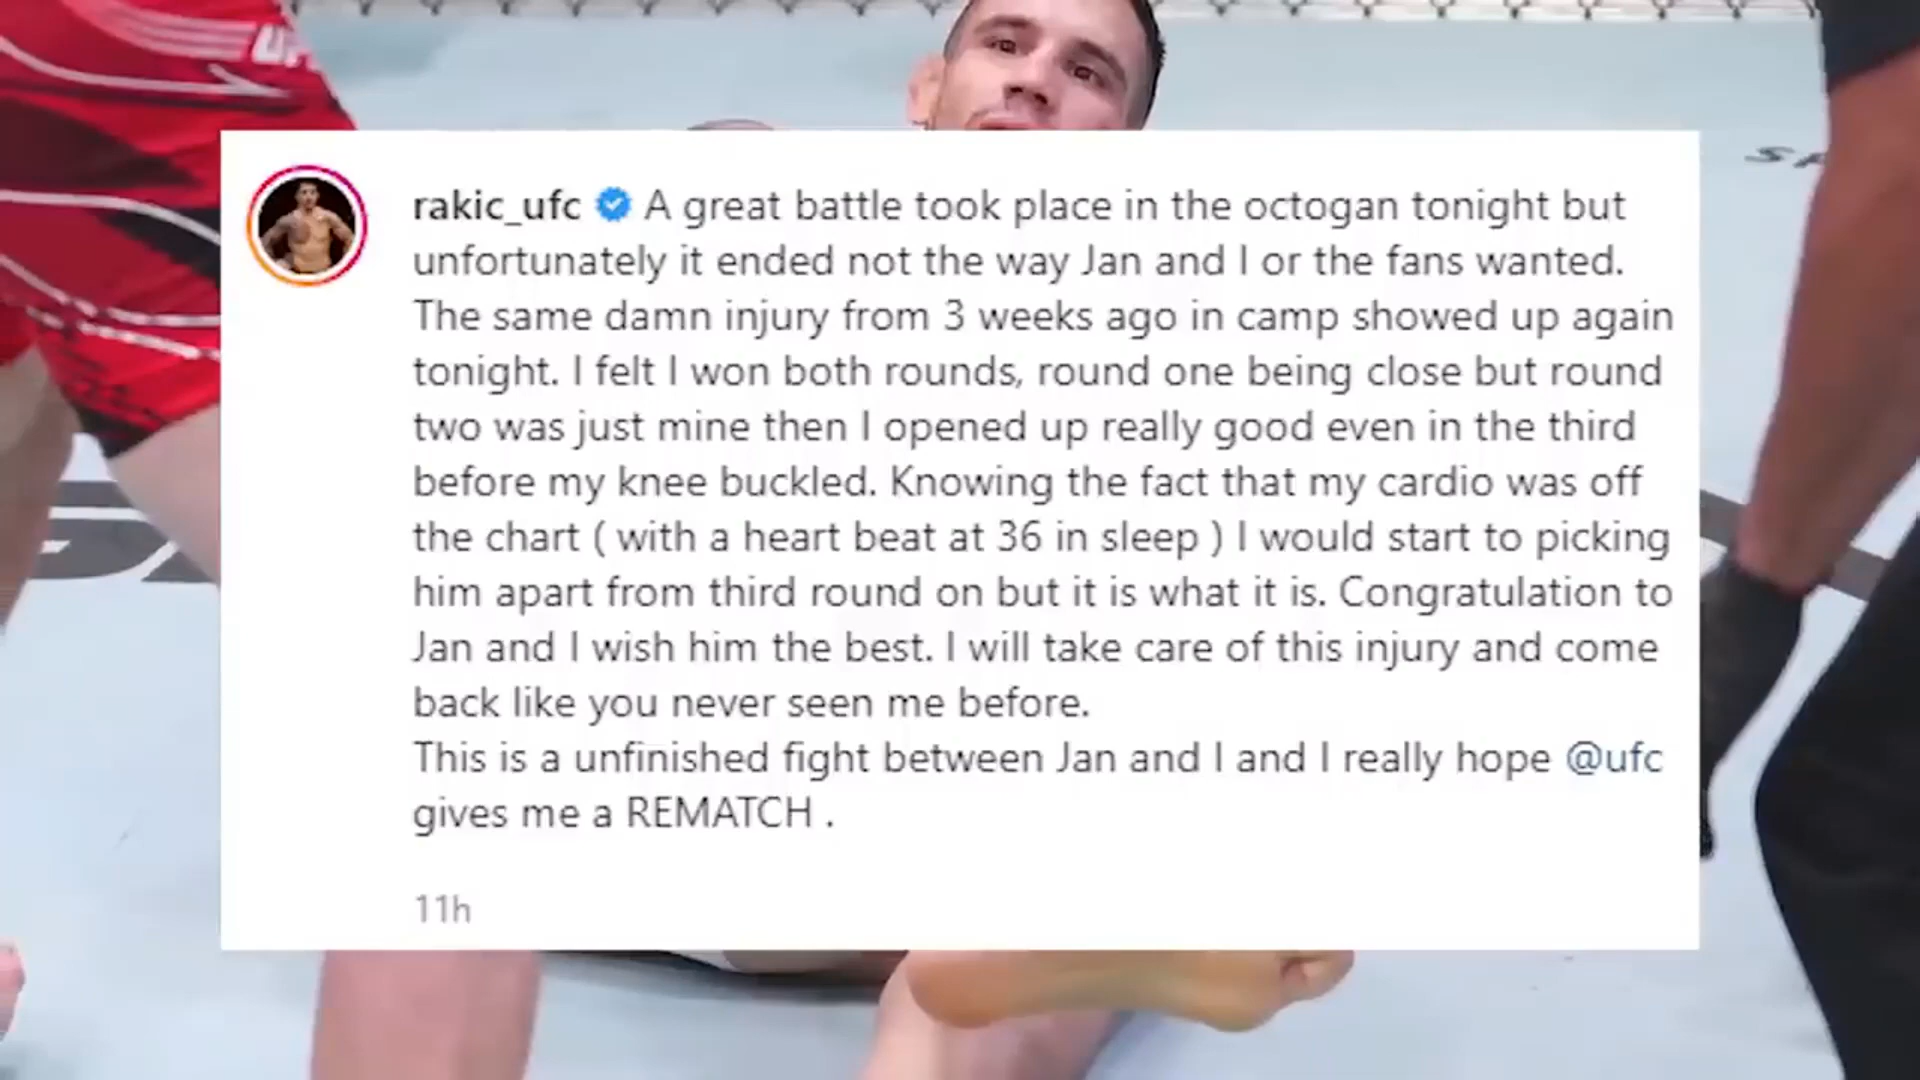 rakic_ufc A great battle took place in the octogan tonight but
unfortunately it ended not the way Jan and I or the fans wanted.
The same damn injury from 3 weeks ago in camp showed up again
tonight. I felt I won both rounds, round one being close but round
two was just mine then I opened up really good even in the third
before my knee buckled. Knowing the fact that my cardio was off
the chart ( with a heart beat at 36 in sleep ) I would start to picking
him apart from third round on but it is what it is. Congratulation to
Jan and I wish him the best. I will take care of this injury and come
back like you never seen me before.
This is a unfinished fight between Jan and I and I really hope @ufc
gives me a REMATCH .
11h